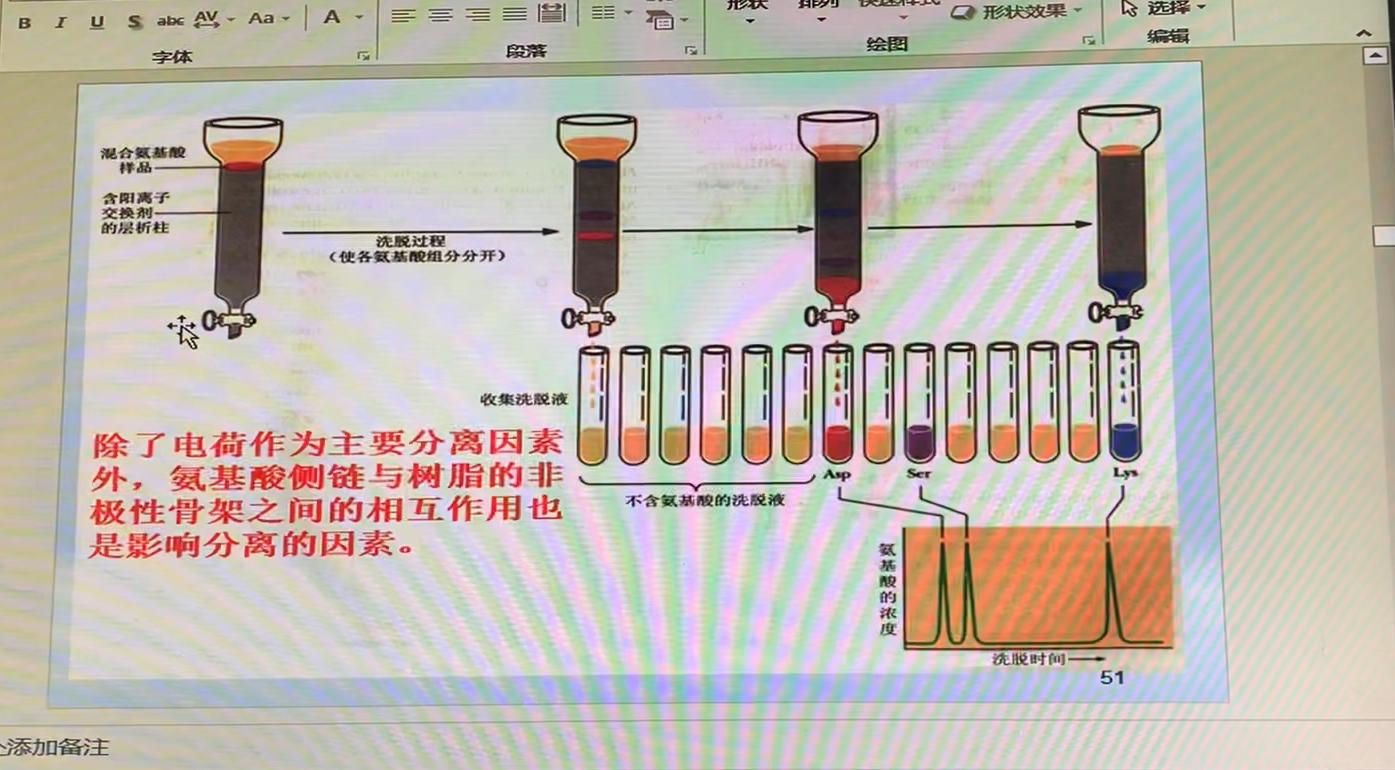 B I U S abc AV Aa A
字体
段落
形状
排列
快速样式
形状效果
绘图
选择
编辑
混合氨基酸
样品
含阳离子
交换剂
的层析柱
洗脱过程
（使各氨基酸组分分开）
收集洗脱液
除了电荷作为主要分离因素
外，氨基酸侧链与树脂的非
极性骨架之间的相互作用也
是影响分离的因素。
不含氨基酸的洗脱液
Asp
Ser
Lys
氨
基
酸
的
浓
度
洗脱时间
51
添加备注